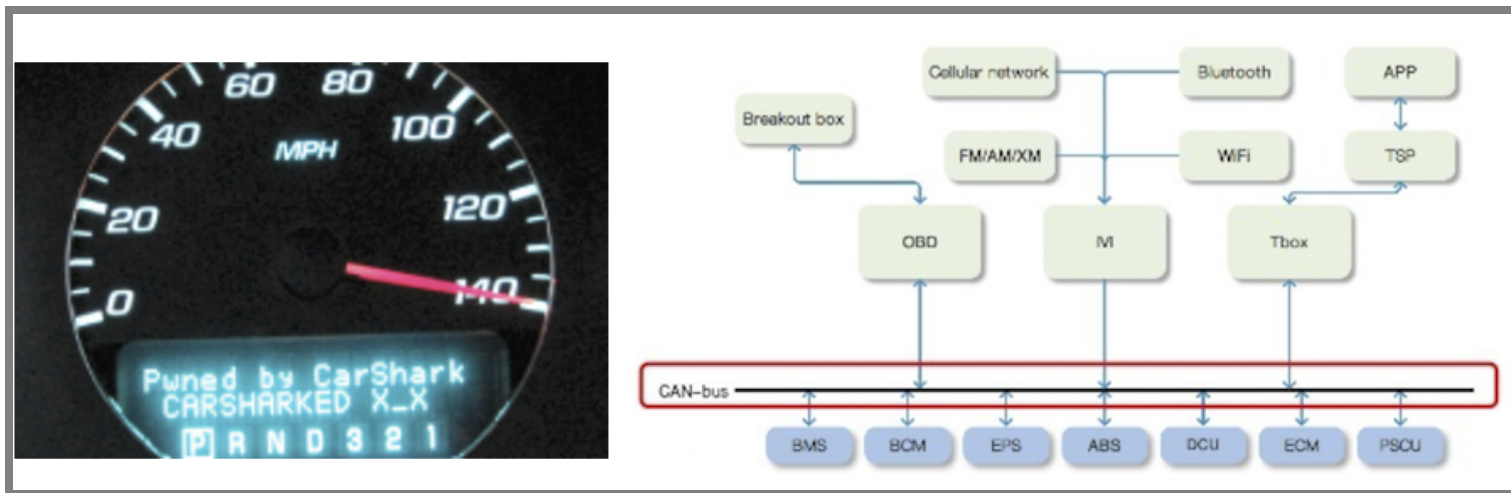 60 80
40 100
MPH
20 120
0 140
Pwned by CarShark
CARSHARKED X_X
P R N D 3 2 1
Cellular network Bluetooth APP
Breakout box
FM/AM/XM WiFi TSP
OBD IVI Tbox
CAN-bus
BMS BCM EPS ABS DCU ECM PSCU